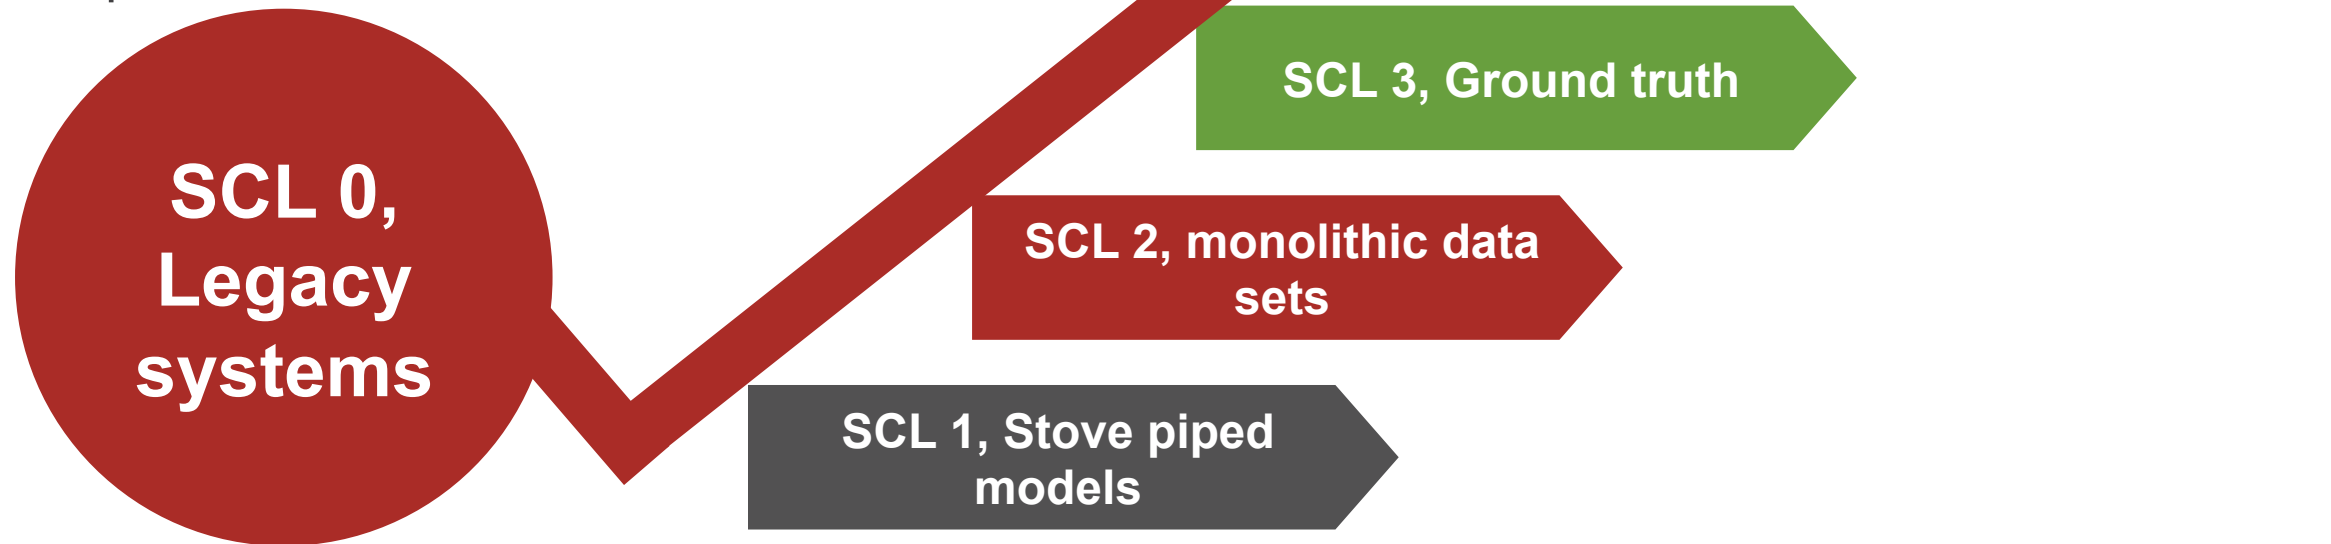 SCL 0,
Legacy
systems
SCL 3, Ground truth
SCL 2, monolithic data
sets
SCL 1, Stove piped
models